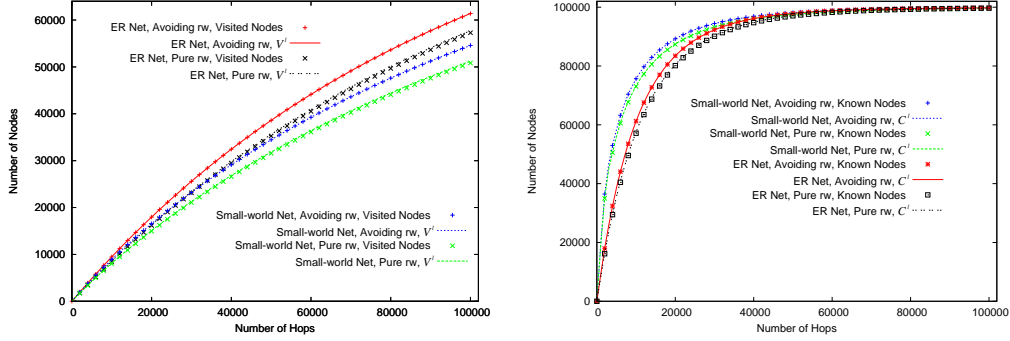 60000
50000
40000
30000
20000
10000
0
0
20000
40000
60000
80000
100000
Number of Nodes
Number of Hops
ER Net, Avoiding rw, Visited Nodes
ER Net, Avoiding rw, V^l
ER Net, Pure rw, Visited Nodes
ER Net, Pure rw, V^l
Small-world Net, Avoiding rw, Visited Nodes
Small-world Net, Avoiding rw, V^l
Small-world Net, Pure rw, Visited Nodes
Small-world Net, Pure rw, V^l
100000
80000
60000
40000
20000
0
0
20000
40000
60000
80000
100000
Number of Nodes
Number of Hops
Small-world Net, Avoiding rw, Known Nodes
Small-world Net, Avoiding rw, C^l
Small-world Net, Pure rw, Known Nodes
Small-world Net, Pure rw, C^l
ER Net, Avoiding rw, Known Nodes
ER Net, Avoiding rw, C^l
ER Net, Pure rw, Known Nodes
ER Net, Pure rw, C^l